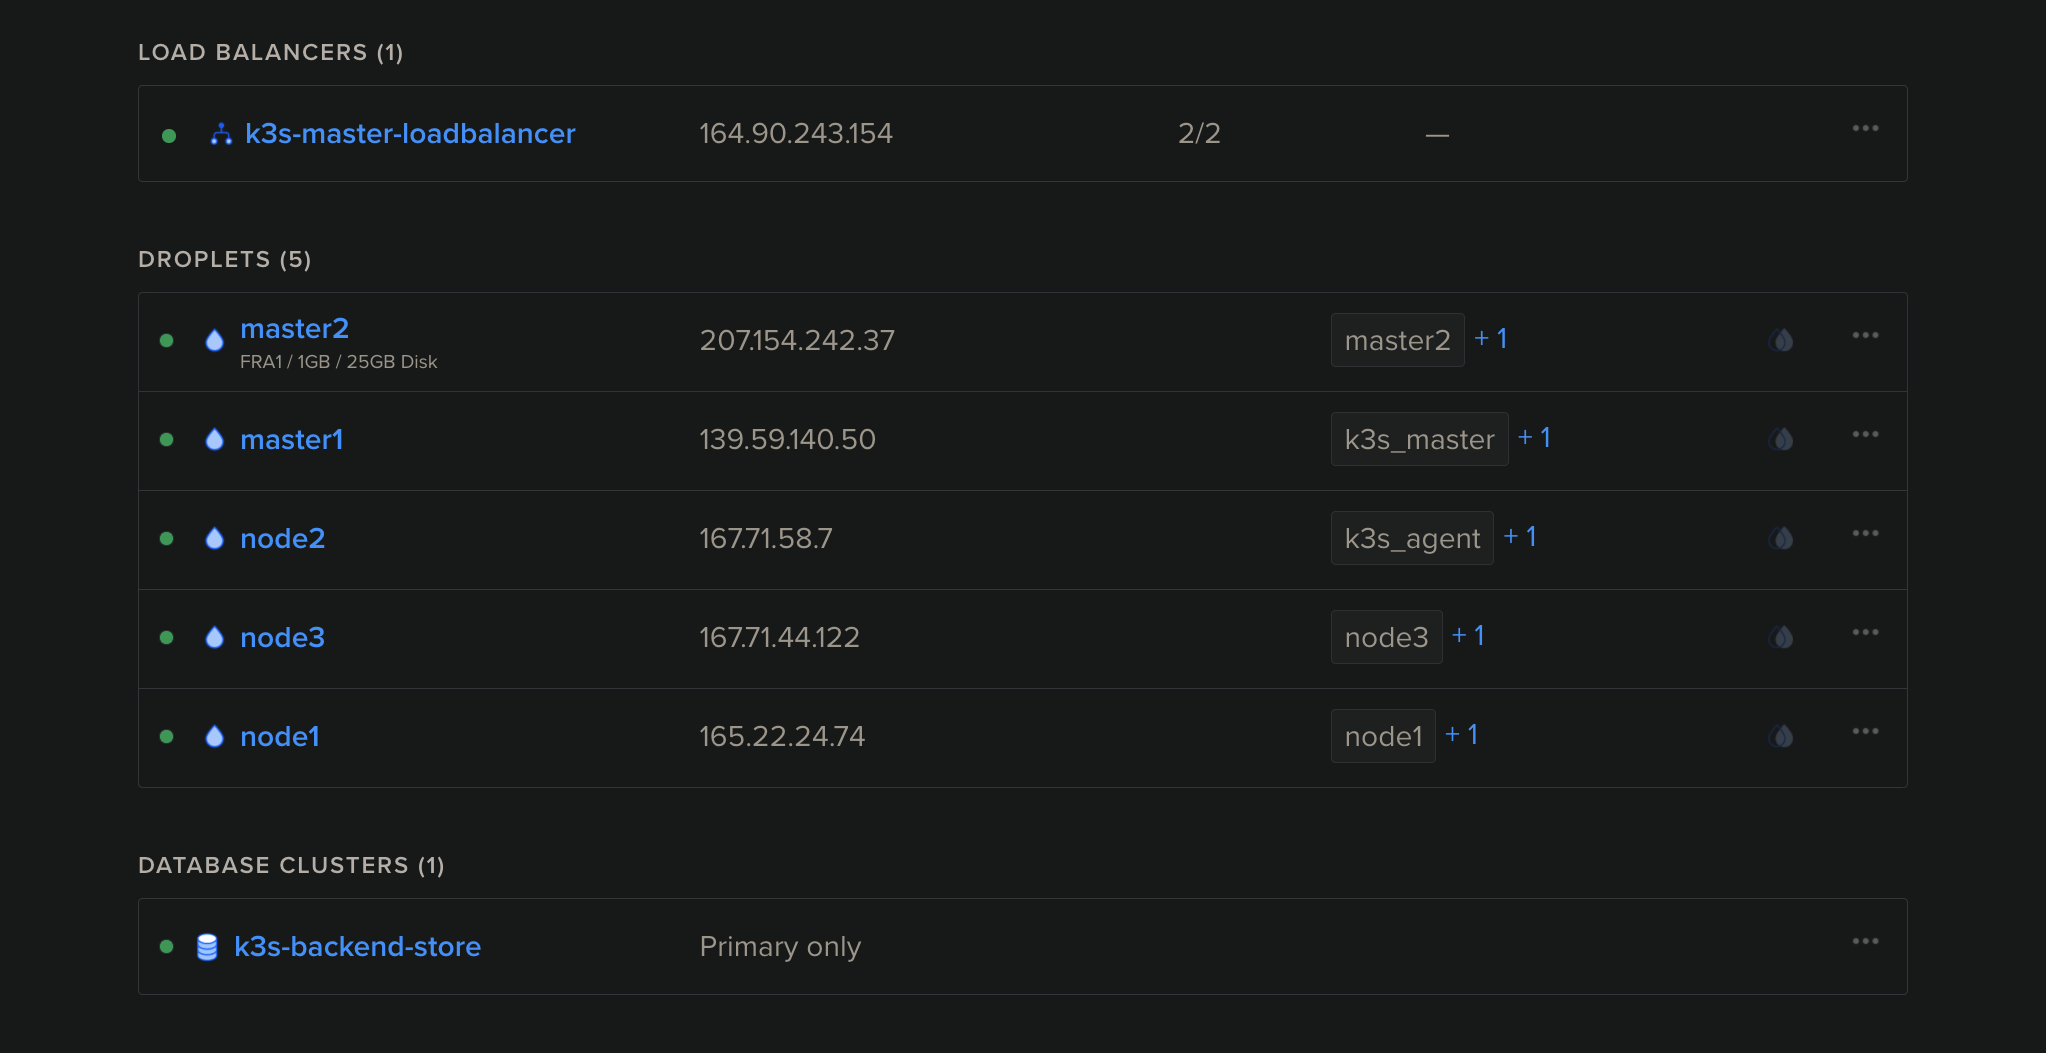 LOAD BALANCERS (1)
k3s-master-loadbalancer 164.90.243.154 2/2 —
DROPLETS (5)
master2 207.154.242.37 master2 + 1
FRA1 / 1GB / 25GB Disk
master1 139.59.140.50 k3s_master + 1
node2 167.71.58.7 k3s_agent + 1
node3 167.71.44.122 node3 + 1
node1 165.22.24.74 node1 + 1
DATABASE CLUSTERS (1)
k3s-backend-store Primary only